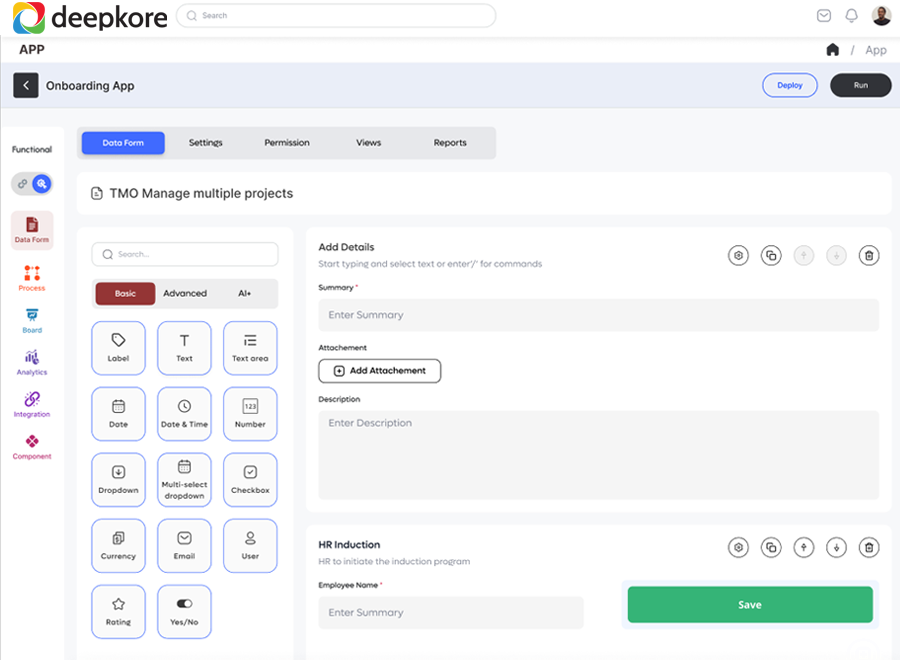 deepkore
Search
APP
/ App
Onboarding App
Deploy
Run
Functional
Data Form
Settings
Permission
Views
Reports
TMO Manage multiple projects
Data Form
Process
Board
Analytics
Integration
Component
Search...
Basic
Advanced
AI+
Label
Text
Text area
Date
Date & Time
123
Number
Dropdown
Multi-select
dropdown
Checkbox
Currency
Email
User
Rating
Yes/No
Add Details
Start typing and select text or enter'/' for commands
Summary *
Enter Summary
Attachement
Add Attachement
Description
Enter Description
HR Induction
HR to initiate the induction program
Employee Name *
Enter Summary
Save